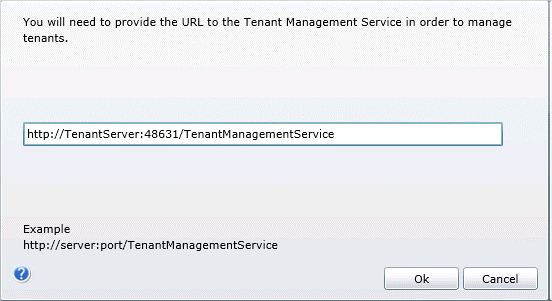 You will need to provide the URL to the Tenant Management Service in order to manage
tenants.
http://TenantServer:48631/TenantManagementService
Example
http://server:port/TenantManagementService
?
Ok Cancel